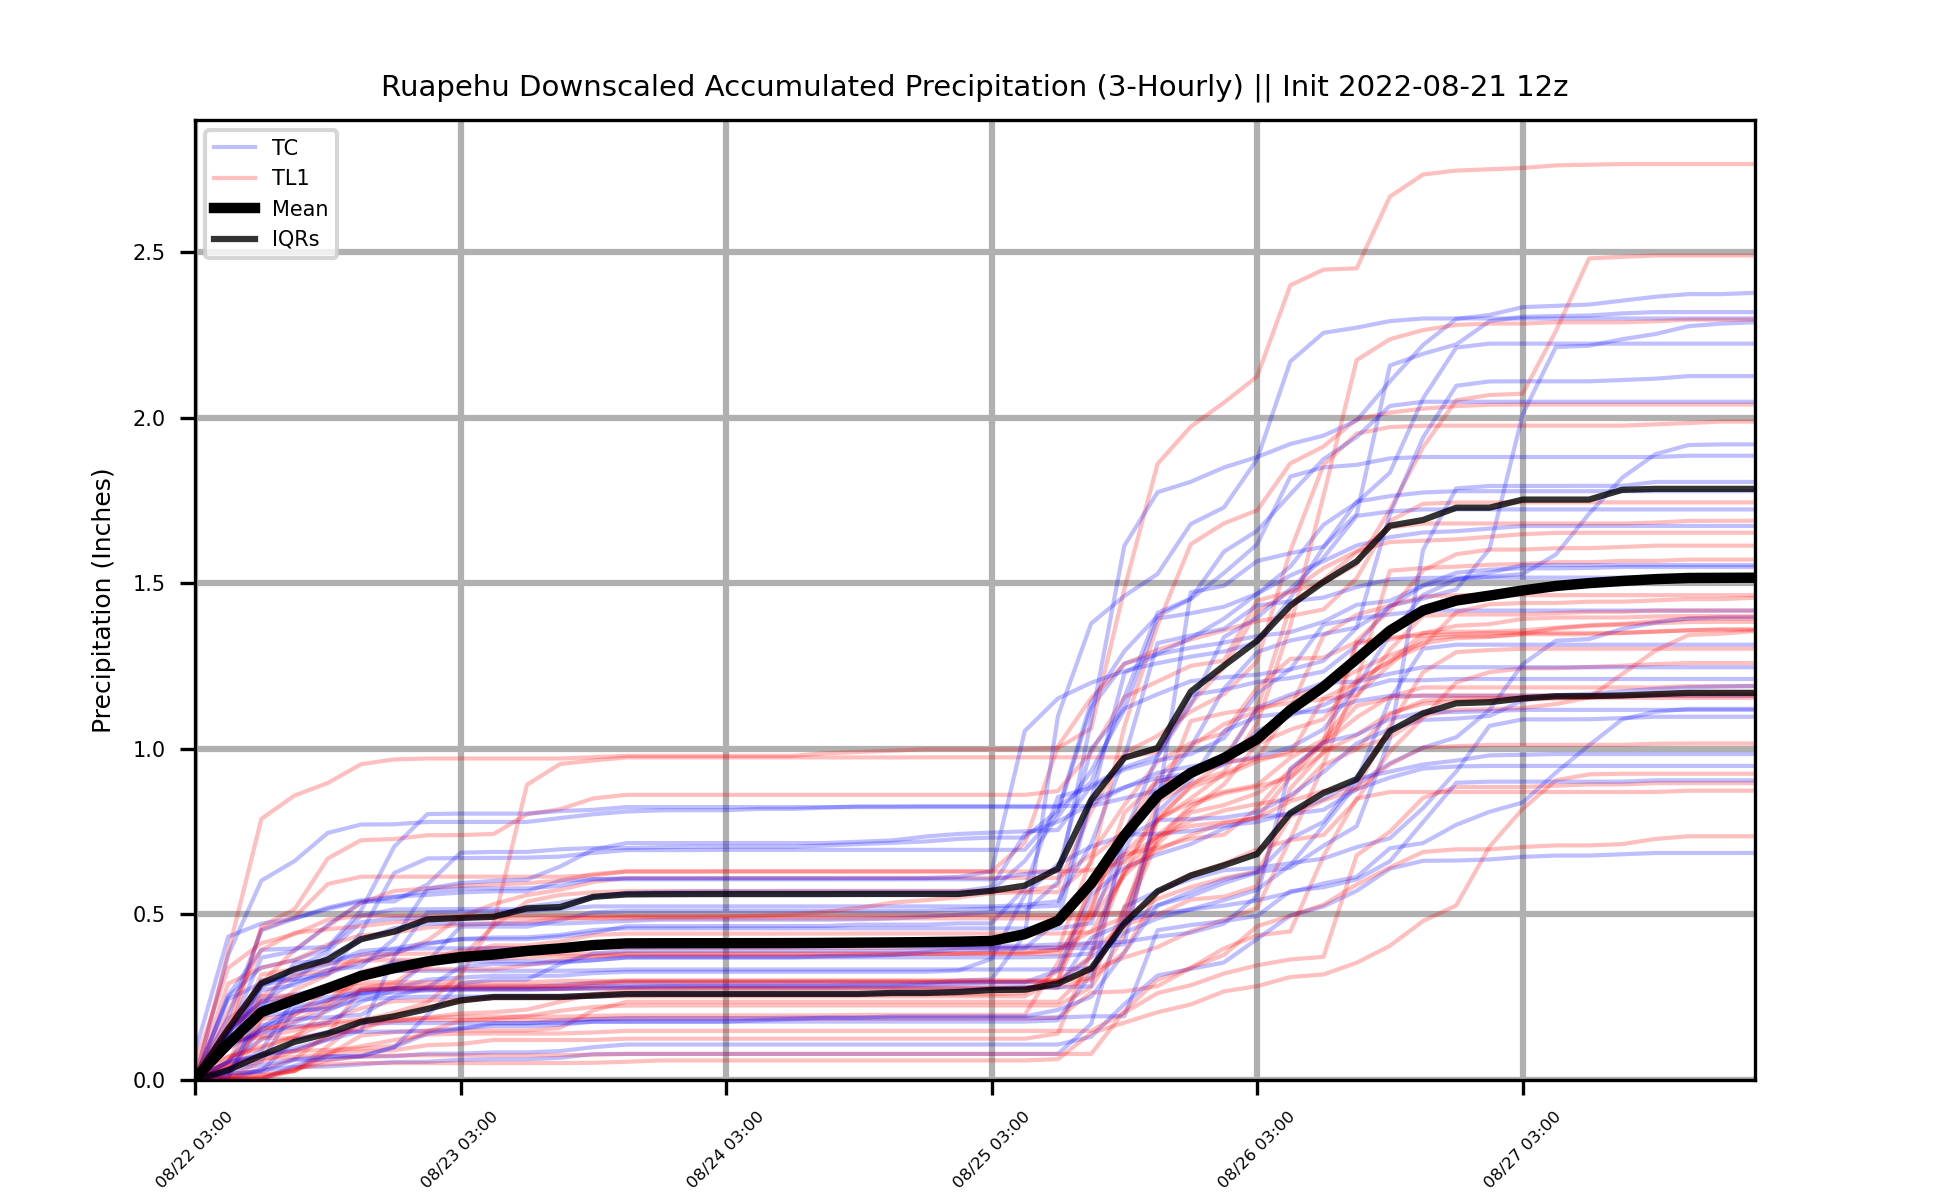 Ruapehu Downscaled Accumulated Precipitation (3-Hourly) || Init 2022-08-21 12z
TC
TL1
Mean
IQRs
Precipitation (Inches)
2.5
2.0
1.5
1.0
0.5
0.0
08/22 03:00
08/23 03:00
08/24 03:00
08/25 03:00
08/26 03:00
08/27 03:00